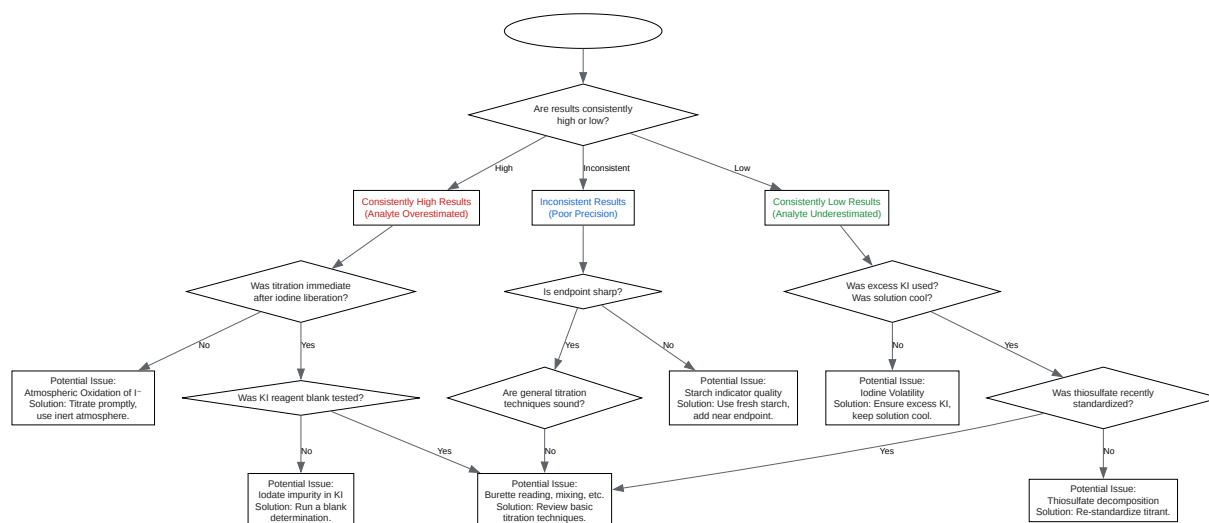 Are results consistently
high or low?
High
Inconsistent
Low
Consistently High Results
(Analyte Overestimated)
Inconsistent Results
(Poor Precision)
Consistently Low Results
(Analyte Underestimated)
Was titration immediate
after iodine liberation?
Is endpoint sharp?
Was excess KI used?
Was solution cool?
No
Yes
Yes
No
No
Yes
Potential Issue:
Atmospheric Oxidation of I⁻
Solution: Titrate promptly,
use inert atmosphere.
Was KI reagent blank tested?
Are general titration
techniques sound?
Potential Issue:
Starch indicator quality
Solution: Use fresh starch,
add near endpoint.
Potential Issue:
Iodine Volatility
Solution: Ensure excess KI,
keep solution cool.
Was thiosulfate recently
standardized?
No
Yes
No
Yes
No
Potential Issue:
Iodate impurity in KI
Solution: Run a blank
determination.
Potential Issue:
Burette reading, mixing, etc.
Solution: Review basic
titration techniques.
Potential Issue:
Thiosulfate decomposition
Solution: Re-standardize titrant.